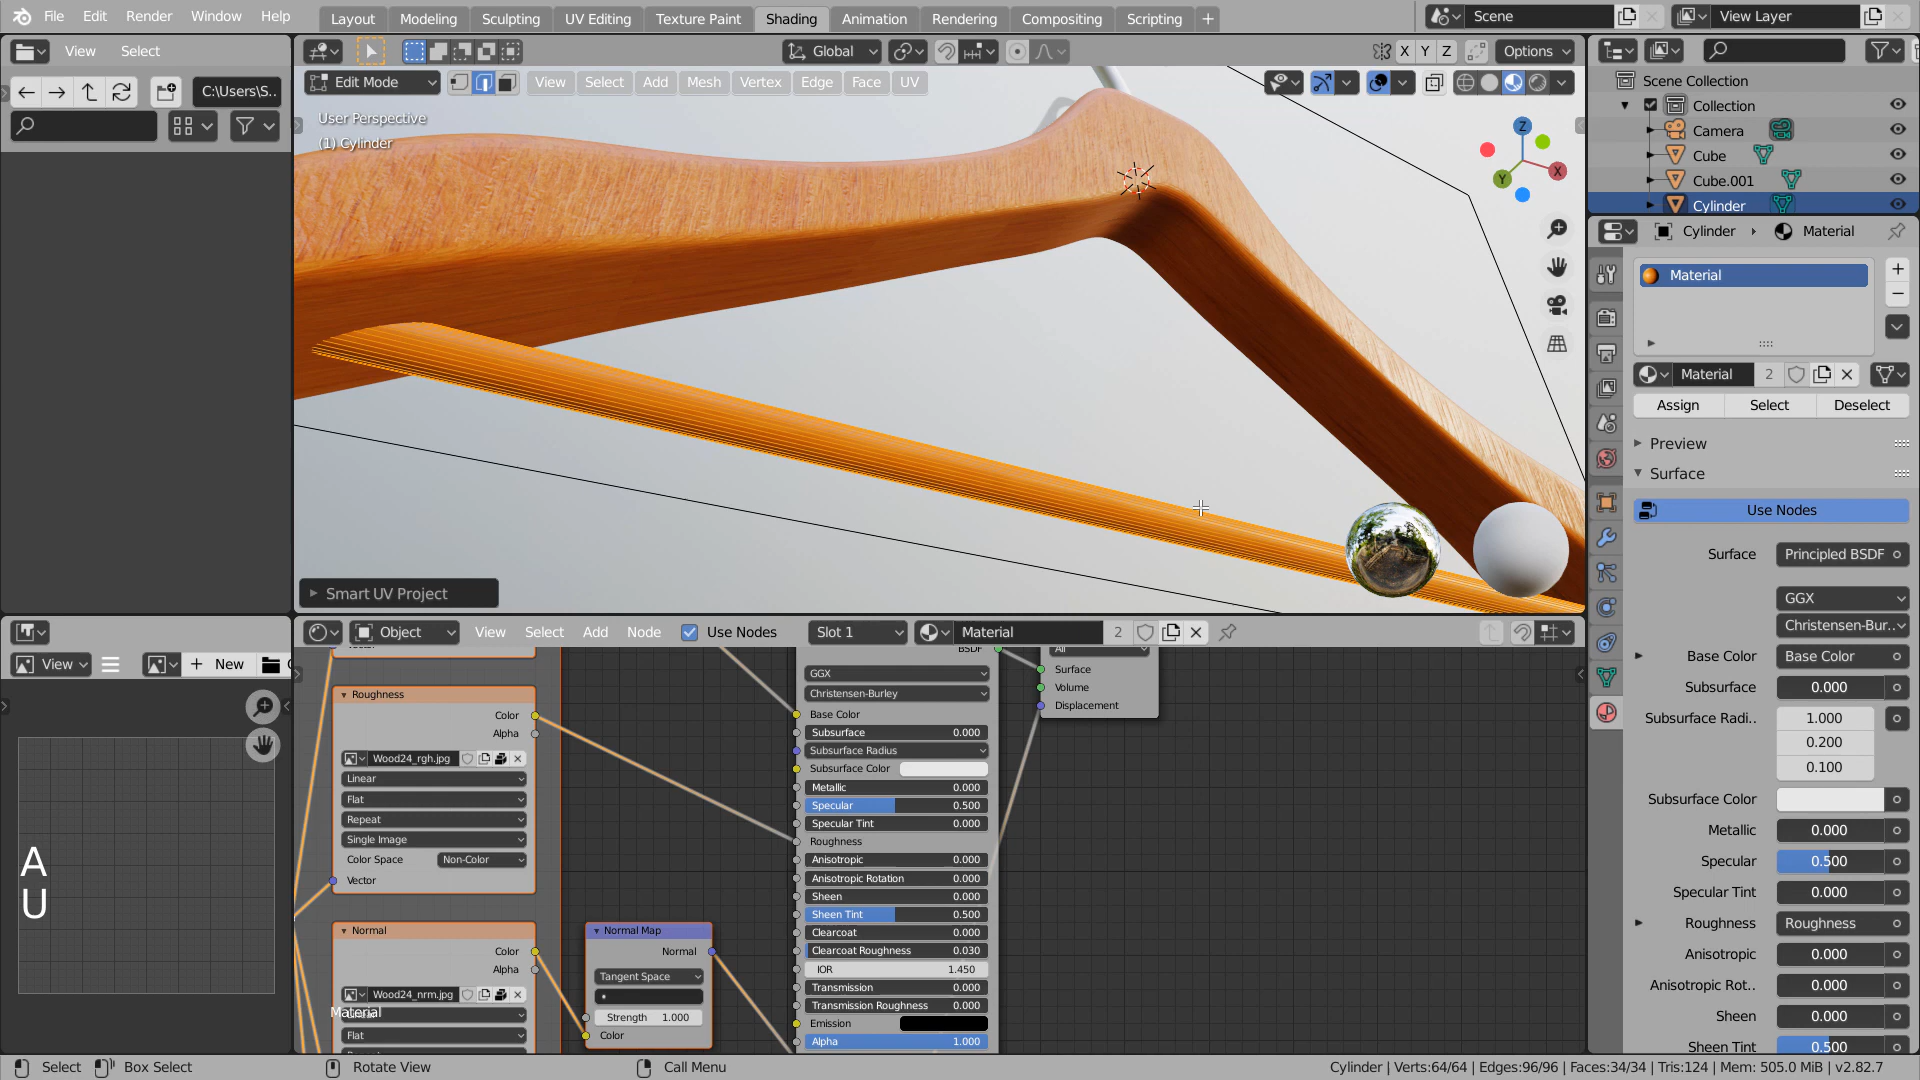 File Edit Render Window Help Layout Modeling Sculpting UV Editing Texture Paint Shading Animation Rendering Compositing Scripting + Scene View Layer
View Select Global X Y Z Options
Edit Mode View Select Add Mesh Vertex Edge Face UV
C:\Users\S..
User Perspective
(1) Cylinder
Z
X
Y
Scene Collection
Collection
Camera
Cube
Cube.001
Cylinder
Cylinder Material
Material
Material 2
Assign Select Deselect
Preview
Surface
Use Nodes
Surface Principled BSDF
GGX
Christensen-Bur..
Base Color Base Color
Subsurface 0.000
Subsurface Radi.. 1.000
0.200
0.100
Subsurface Color
Metallic 0.000
Specular 0.500
Specular Tint 0.000
Roughness Roughness
Anisotropic 0.000
Anisotropic Rot.. 0.000
Sheen 0.000
Sheen Tint 0.500
Smart UV Project
Object View Select Add Node Use Nodes Slot 1 Material 2
View New
A
U
Roughness
Color
Alpha
Wood24_rgh.jpg
Linear
Flat
Repeat
Single Image
Color Space Non-Color
Vector
Normal
Color
Alpha
Wood24_nrm.jpg
Material
Flat
Normal Map
Normal
Tangent Space
Strength 1.000
Color
BSDF
GGX
Christensen-Burley
Base Color
Subsurface 0.000
Subsurface Radius
Subsurface Color
Metallic 0.000
Specular 0.500
Specular Tint 0.000
Roughness
Anisotropic 0.000
Anisotropic Rotation 0.000
Sheen 0.000
Sheen Tint 0.500
Clearcoat 0.000
Clearcoat Roughness 0.030
IOR 1.450
Transmission 0.000
Transmission Roughness 0.000
Emission
Alpha 1.000
All
Surface
Volume
Displacement
Select Box Select Rotate View Call Menu Cylinder | Verts:64/64 | Edges:96/96 | Faces:34/34 | Tris:124 | Mem: 505.0 MiB | v2.82.7